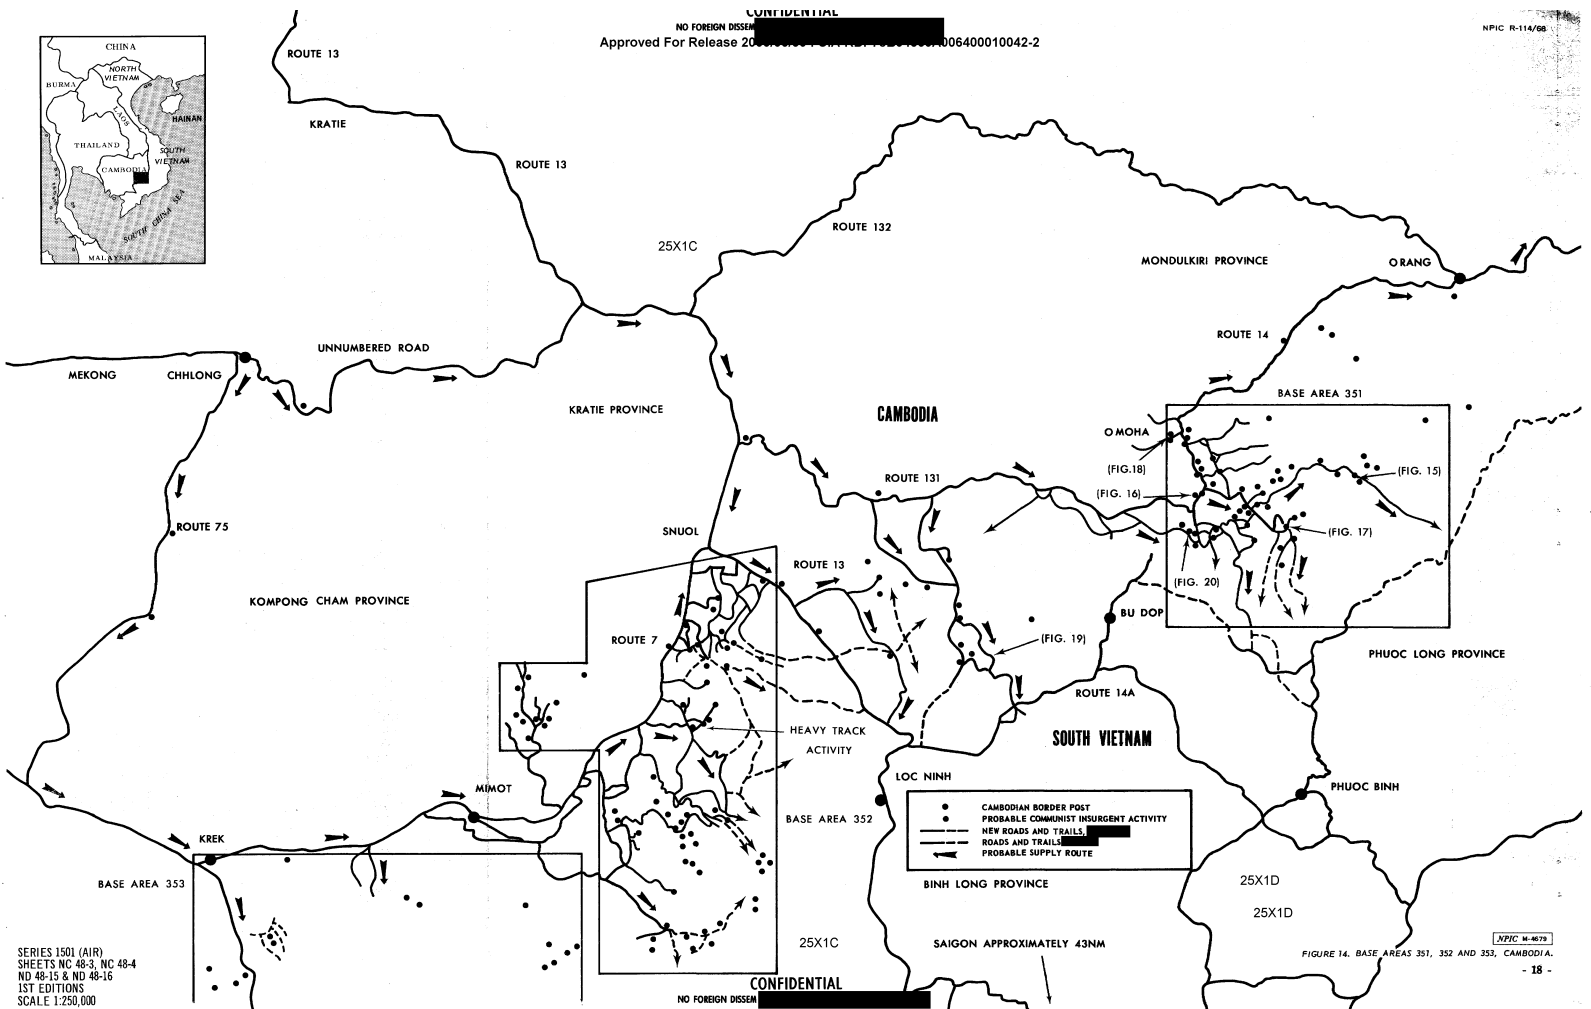 CONFIDENTIAL
NO FOREIGN DISSEM
Approved For Release
006400010042-2
NPIC R-114/68
CHINA
NORTH
VIETNAM
BURMA
LAOS
HAINAN
THAILAND
SOUTH
VIETNAM
CAMBODIA
SOUTH CHINA SEA
MALAYSIA
ROUTE 13
KRATIE
ROUTE 13
ROUTE 132
25X1C
MONDULKIRI PROVINCE
O RANG
ROUTE 14
UNNUMBERED ROAD
MEKONG
CHHLONG
BASE AREA 351
KRATIE PROVINCE
CAMBODIA
O MOHA
(FIG.18)
(FIG. 15)
ROUTE 131
(FIG. 16)
ROUTE 75
SNUOL
(FIG. 17)
ROUTE 13
(FIG. 20)
KOMPONG CHAM PROVINCE
BU DOP
ROUTE 7
(FIG. 19)
PHUOC LONG PROVINCE
ROUTE 14A
HEAVY TRACK
ACTIVITY
SOUTH VIETNAM
LOC NINH
MIMOT
PHUOC BINH
BASE AREA 352
CAMBODIAN BORDER POST
PROBABLE COMMUNIST INSURGENT ACTIVITY
NEW ROADS AND TRAILS,
ROADS AND TRAILS
PROBABLE SUPPLY ROUTE
KREK
BASE AREA 353
BINH LONG PROVINCE
25X1D
25X1D
25X1C
SAIGON APPROXIMATELY 43NM
NPIC M-4679
FIGURE 14. BASE AREAS 351, 352 AND 353, CAMBODIA.
- 18 -
SERIES 1501 (AIR)
SHEETS NC 48-3, NC 48-4
ND 48-15 & ND 48-16
1ST EDITIONS
SCALE 1:250,000
CONFIDENTIAL
NO FOREIGN DISSEM